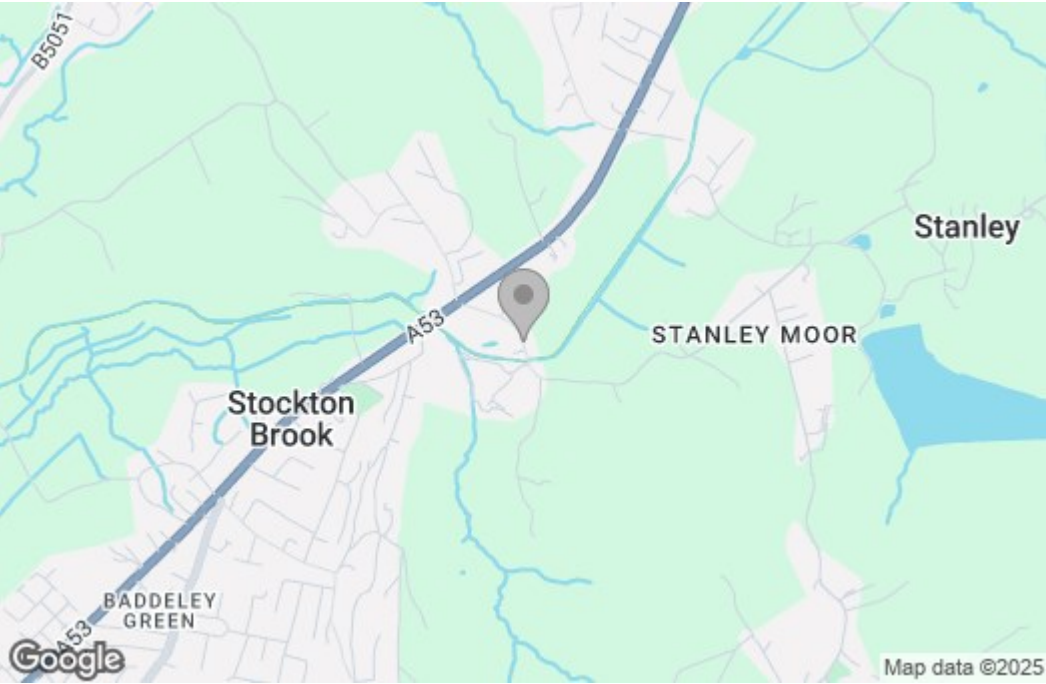 B5051
Stanley
A53
STANLEY MOOR
Stockton
Brook
BADDELEY
GREEN
A53
Google
Map data ©2025